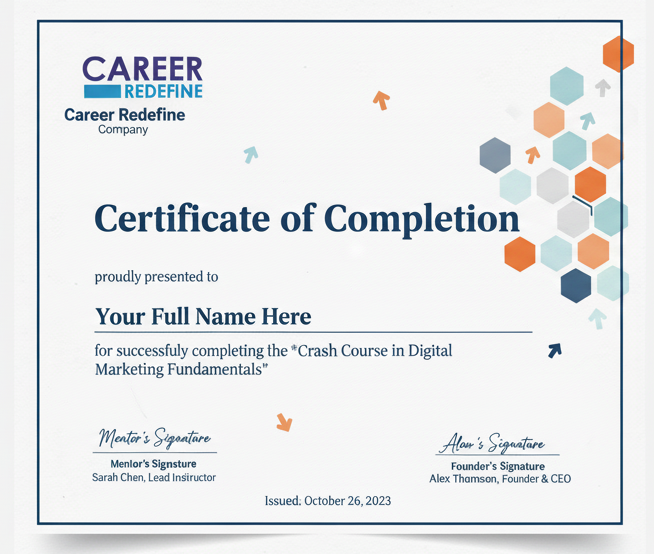 CAREER
REDEFINE
Career Redefine
Company
Certificate of Completion
proudly presented to
Your Full Name Here
for successfuly completing the "Crash Course in Digital
Marketing Fundamentals"
Mentor's Signature
Alan's Signature
Menlor's Signsture
Founder's Signature
Sarah Chen, Lead Instructor
Alex Thamson, Founder & CEO
Issued: October 26, 2023